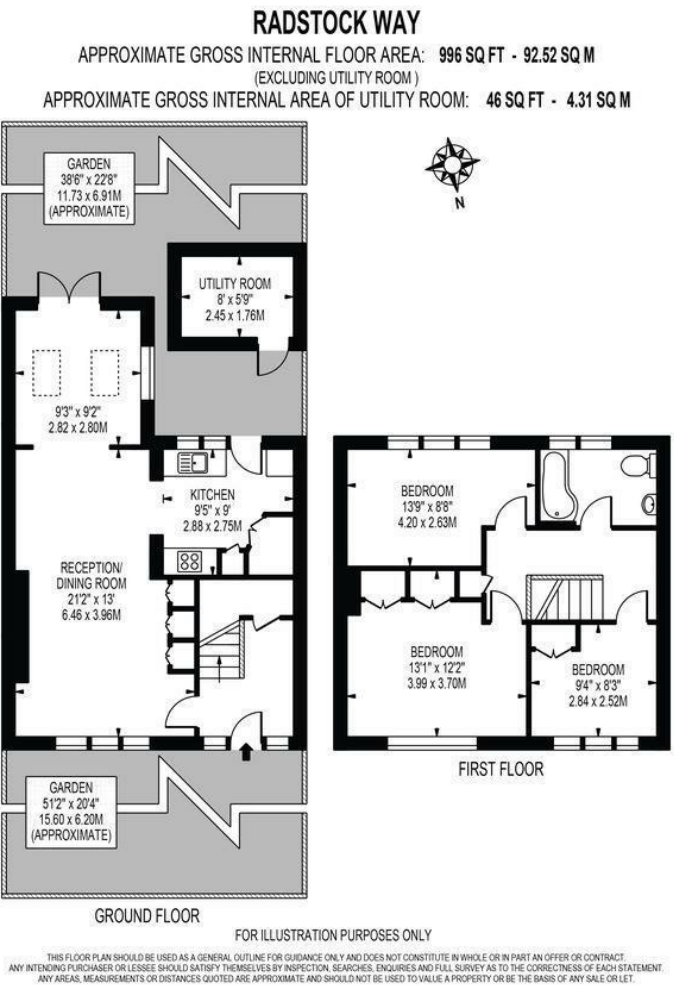 RADSTOCK WAY
APPROXIMATE GROSS INTERNAL FLOOR AREA: 996 SQ FT - 92.52 SQ M
(EXCLUDING UTILITY ROOM )
APPROXIMATE GROSS INTERNAL AREA OF UTILITY ROOM: 46 SQ FT - 4.31 SQ M
GARDEN
38'6" x 22'8"
11.73 x 6.91M
(APPROXIMATE)
N
UTILITY ROOM
8' x 5'9"
2.45 x 1.76M
9'3" x 9'2"
2.82 x 2.80M
KITCHEN
9'5" x 9'
2.88 x 2.75M
RECEPTION/
DINING ROOM
21'2" x 13'
6.46 x 3.96M
BEDROOM
13'9" x 8'8"
4.20 x 2.63M
BEDROOM
13'1" x 12'2"
3.99 x 3.70M
BEDROOM
9'4" x 8'3"
2.84 x 2.52M
FIRST FLOOR
GARDEN
51'2" x 20'4"
15.60 x 6.20M
(APPROXIMATE)
GROUND FLOOR
FOR ILLUSTRATION PURPOSES ONLY
THIS FLOOR PLAN SHOULD BE USED AS A GENERAL OUTLINE FOR GUIDANCE ONLY AND DOES NOT CONSTITUTE IN WHOLE OR IN PART AN OFFER OR CONTRACT.
ANY INTENDING PURCHASER OR LESSEE SHOULD SATISFY THEMSELVES BY INSPECTION, SEARCHES, ENQUIRIES AND FULL SURVEY AS TO THE CORRECTNESS OF EACH STATEMENT.
ANY AREAS, MEASUREMENTS OR DISTANCES QUOTED ARE APPROXIMATE AND SHOULD NOT BE USED TO VALUE A PROPERTY OR BE THE BASIS OF ANY SALE OR LET.